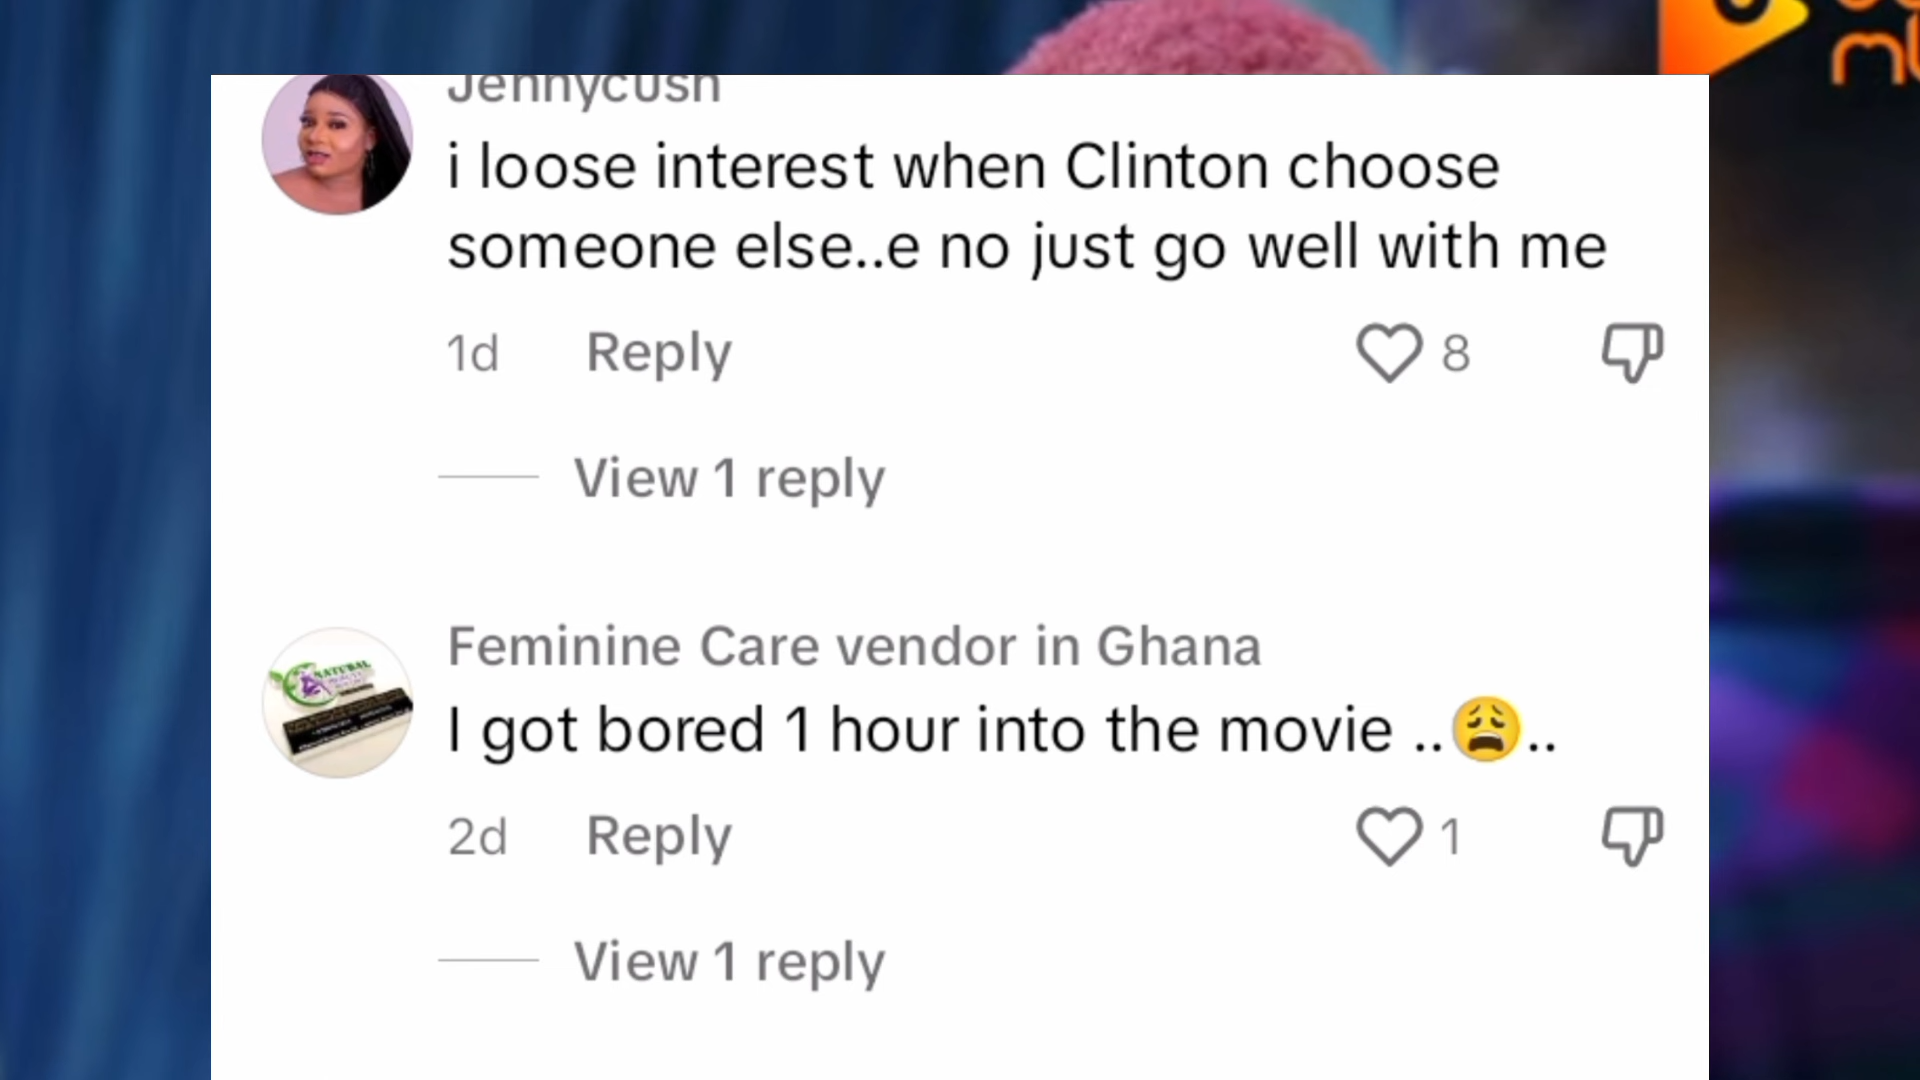 Jennycush
i loose interest when Clinton choose
someone else..e no just go well with me
1d Reply 8
View 1 reply
Feminine Care vendor in Ghana
I got bored 1 hour into the movie ..😩..
2d Reply 1
View 1 reply
NATURAL